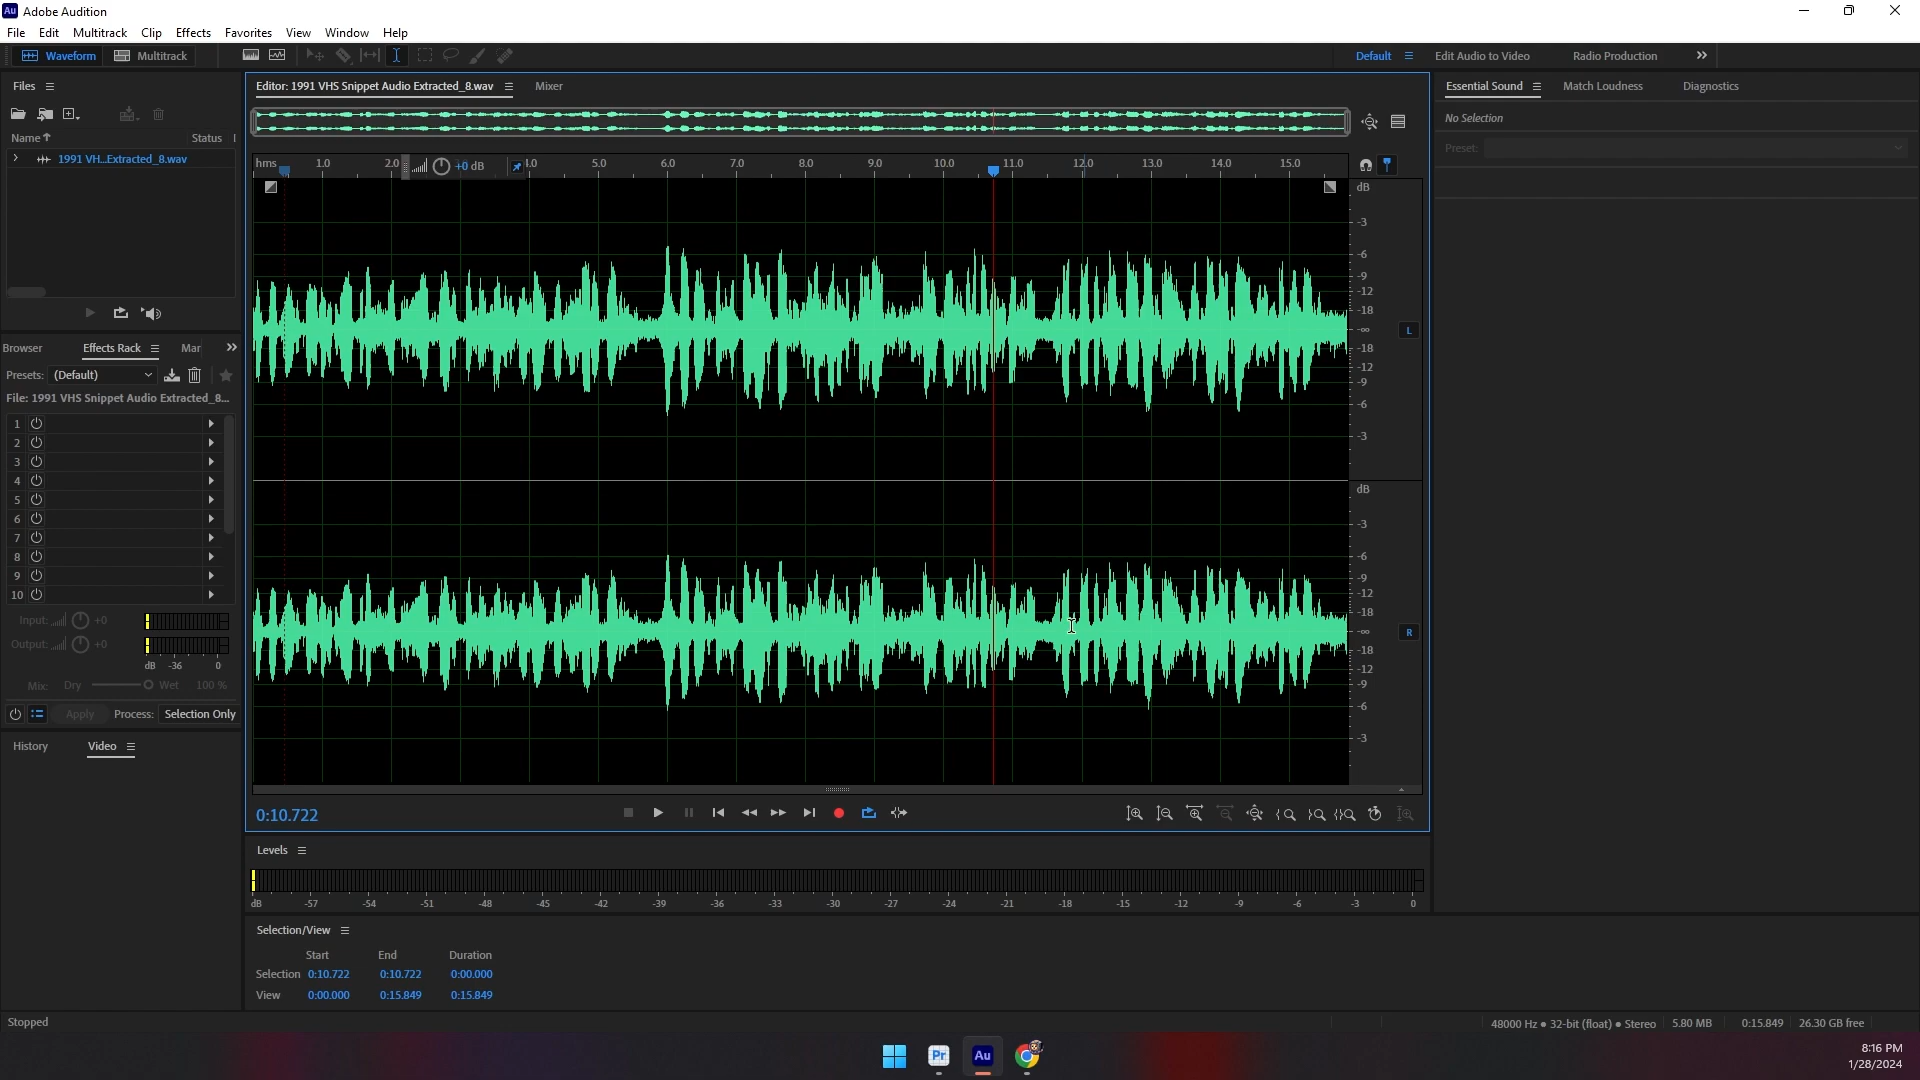 Au Adobe Audition
File Edit Multitrack Clip Effects Favorites View Window Help
Waveform Multitrack Default Edit Audio to Video Radio Production
Files
Name Status
1991 VH...Extracted_8.wav
Browser Effects Rack Mar
Presets: (Default)
File: 1991 VHS Snippet Audio Extracted_8...
1
2
3
4
5
6
7
8
9
10
Input: +0
Output: +0
dB -36 0
Mix: Dry Wet 100 %
Apply Process: Selection Only
History Video
Editor: 1991 VHS Snippet Audio Extracted_8.wav Mixer
hms 1.0 2.0 +0 dB 5.0 6.0 7.0 8.0 9.0 10.0 11.0 12.0 13.0 14.0 15.0
dB
-3
-6
-9
-12
-18
-∞ L
-18
-12
-9
-6
-3
dB
-3
-6
-9
-12
-18
-∞ R
-18
-12
-9
-6
-3
0:10.722
Levels
dB -57 -54 -51 -48 -45 -42 -39 -36 -33 -30 -27 -24 -21 -18 -15 -12 -9 -6 -3 0
Selection/View
Start End Duration
Selection 0:10.722 0:10.722 0:00.000
View 0:00.000 0:15.849 0:15.849
Essential Sound Match Loudness Diagnostics
No Selection
Preset:
Stopped 48000 Hz • 32-bit (float) • Stereo 5.80 MB 0:15.849 26.30 GB free
Pr Au
8:16 PM
1/28/2024